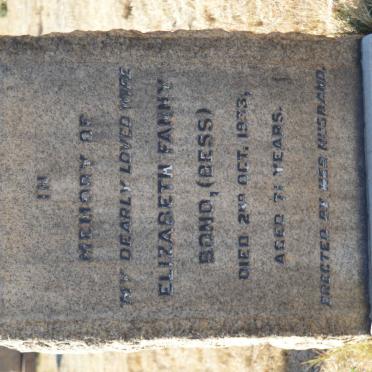 IN
MEMORY OF
MY DEARLY LOVED WIFE
ELIZABETH FANNY
BOND, (BESS)
DIED 2ND OCT. 1933,
AGED 71 YEARS.
ERECTED BY HER HUSBAND.